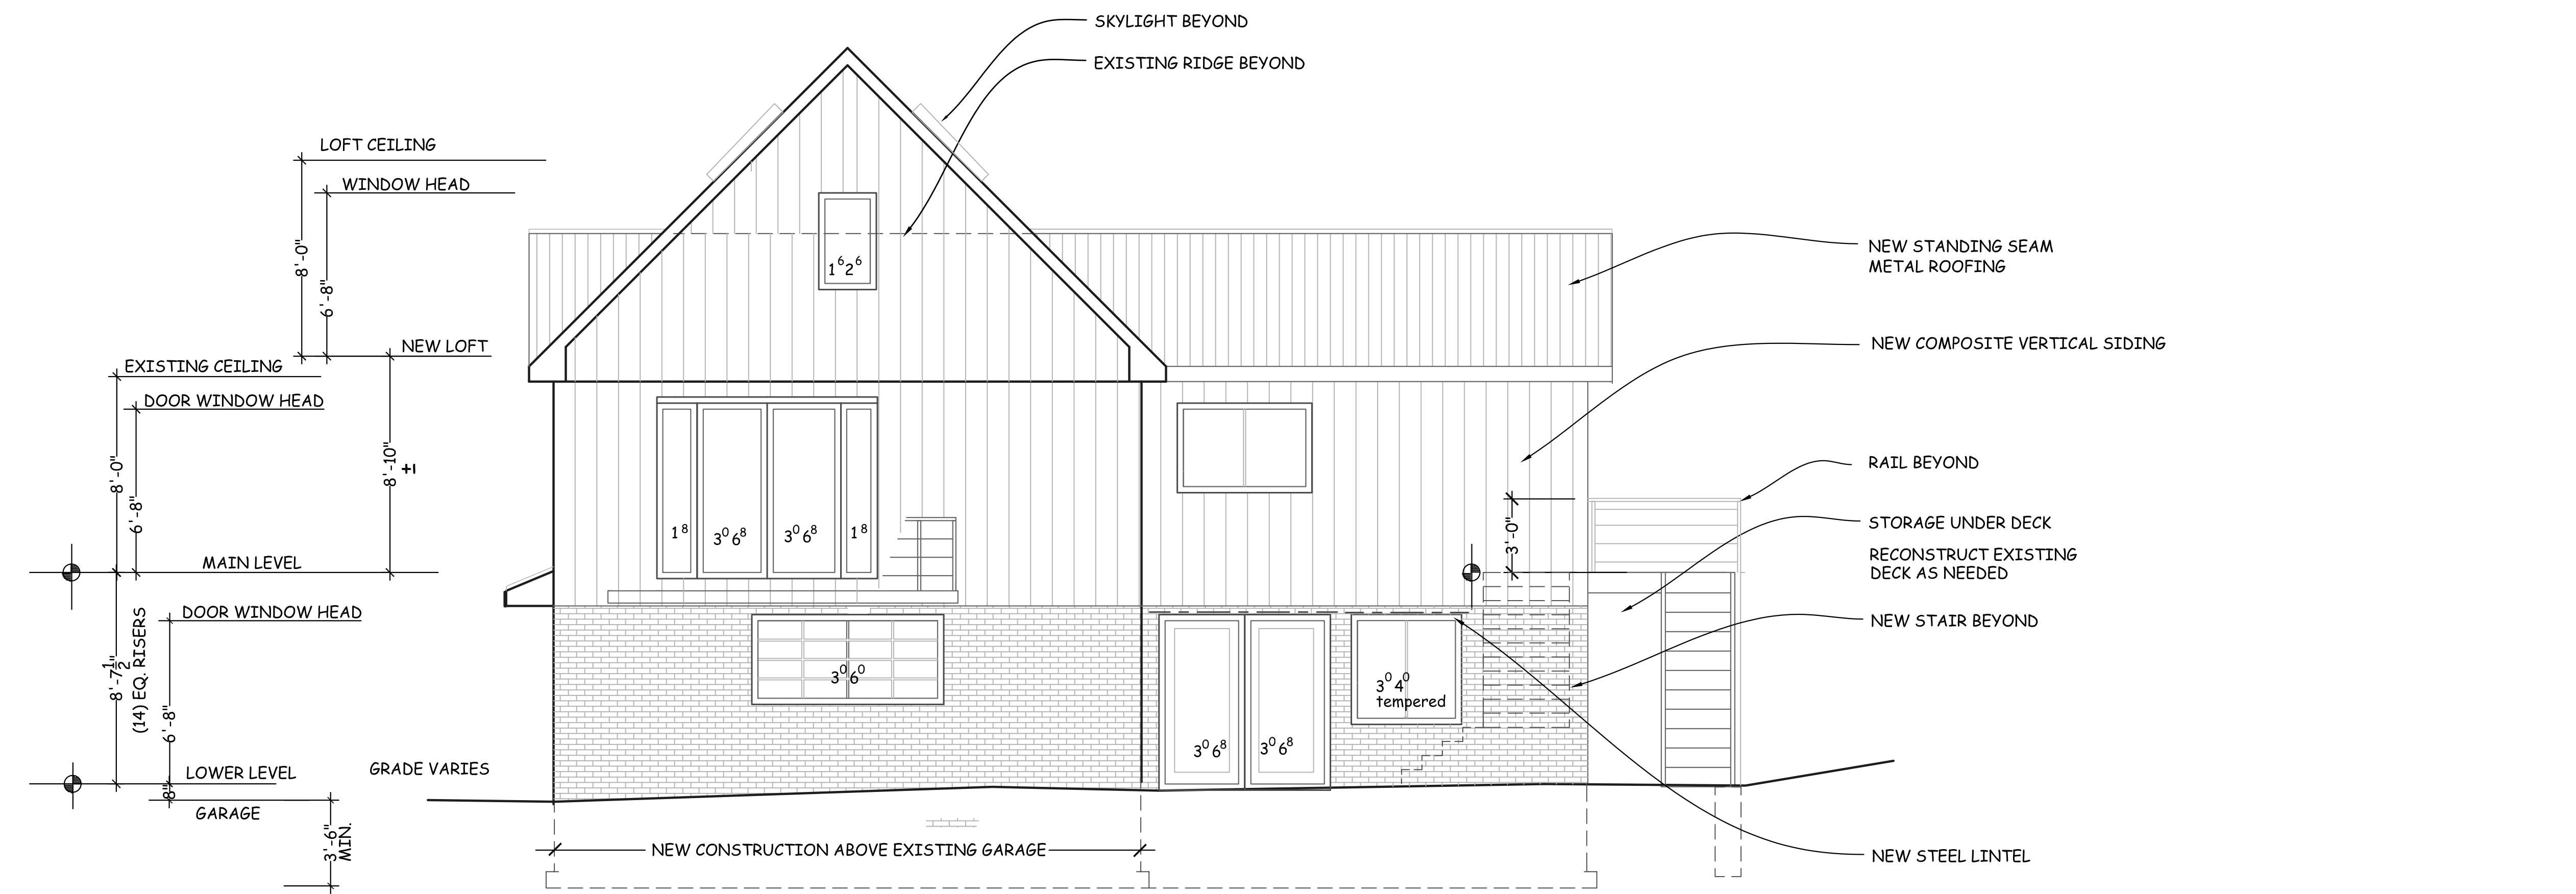 SKYLIGHT BEYOND
EXISTING RIDGE BEYOND
LOFT CEILING
WINDOW HEAD
8'-0"
6'-8"
NEW LOFT
EXISTING CEILING
DOOR WINDOW HEAD
8'-0"
6'-8"
8'-10"
±
MAIN LEVEL
DOOR WINDOW HEAD
8'-7 1/2"
(14) EQ. RISERS
6'-8"
LOWER LEVEL
8"
GARAGE
3'-6"
MIN.
GRADE VARIES
1⁶2⁶
1⁸
3⁰6⁸
3⁰6⁸
1⁸
3⁰6⁰
3⁰6⁸
3⁰6⁸
3⁰4⁰
tempered
3'-0"
NEW STANDING SEAM
METAL ROOFING
NEW COMPOSITE VERTICAL SIDING
RAIL BEYOND
STORAGE UNDER DECK
RECONSTRUCT EXISTING
DECK AS NEEDED
NEW STAIR BEYOND
NEW STEEL LINTEL
NEW CONSTRUCTION ABOVE EXISTING GARAGE